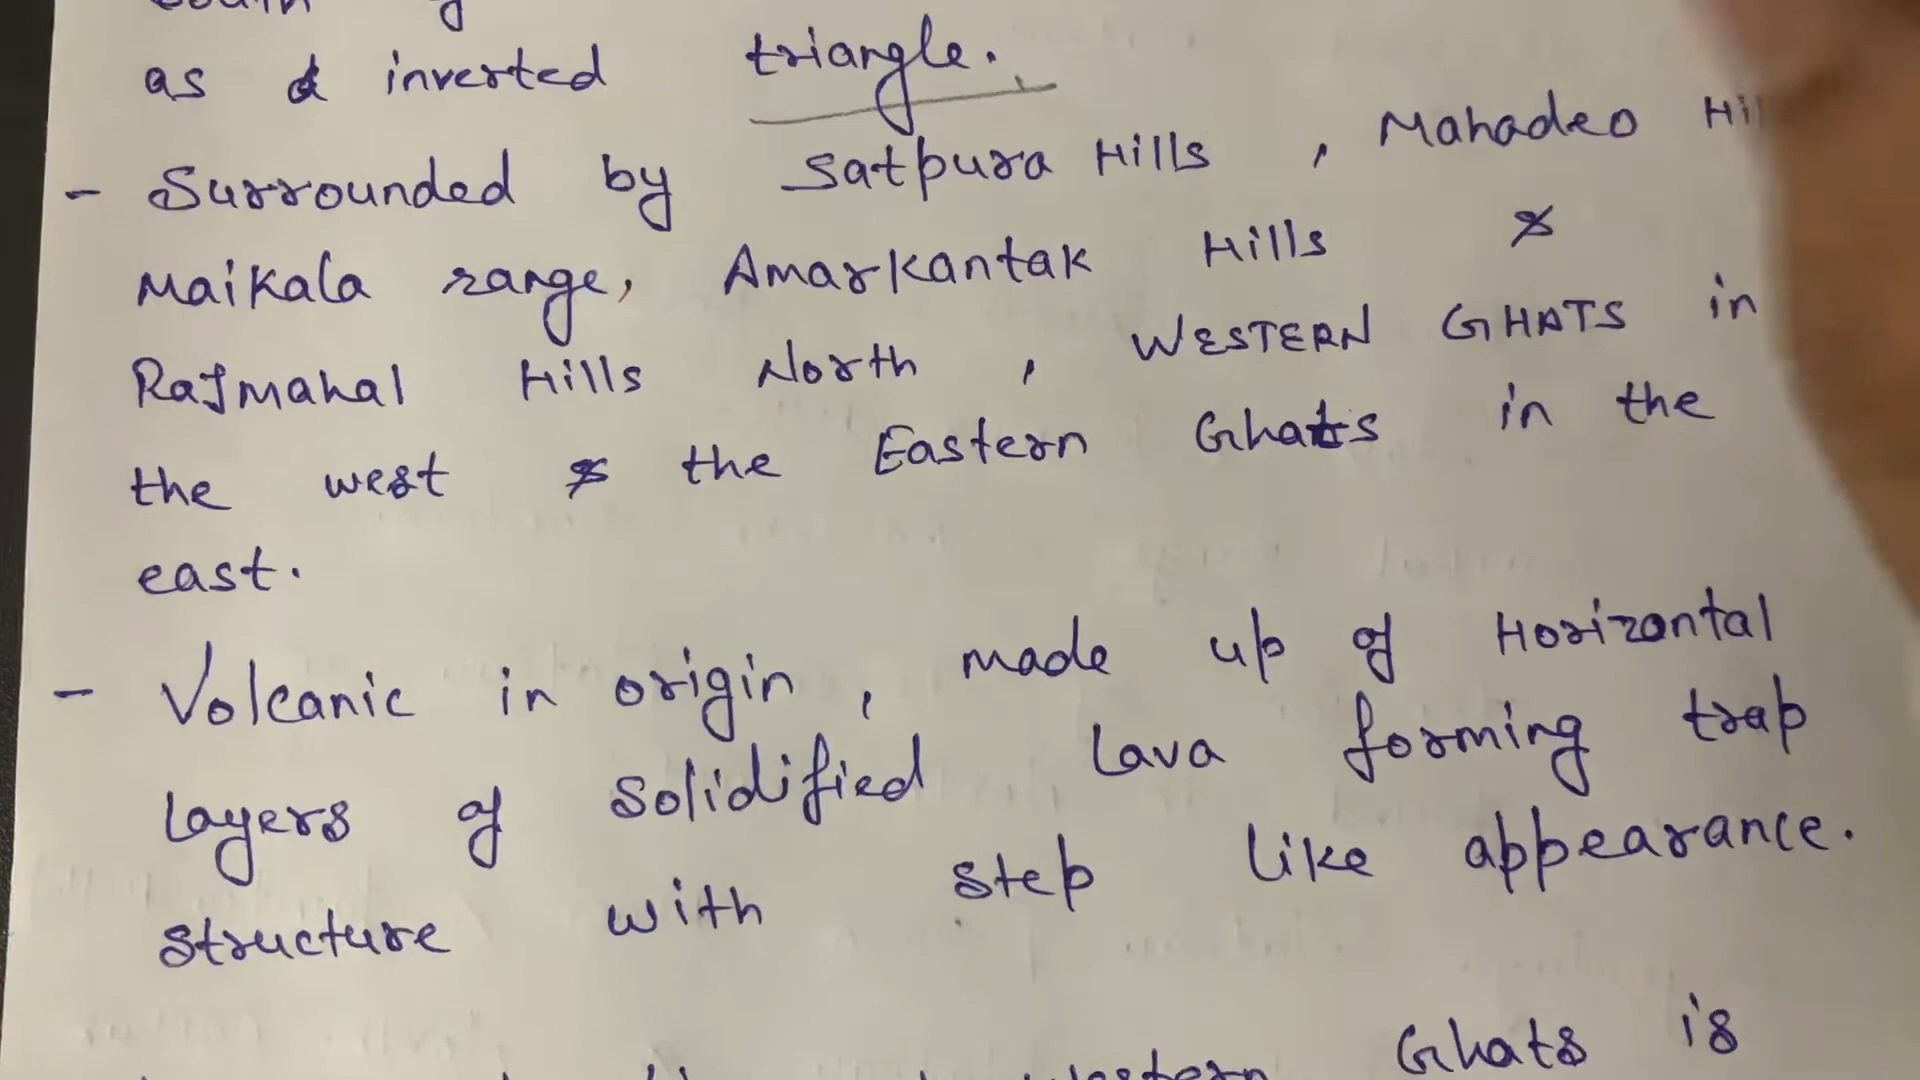 as a inverted triangle.
- Surrounded by Satpura Hills , Mahadeo
Maikala range, Amarkantak Hills &
Rajmahal Hills North , WESTERN GHATS in
the west & the Eastern Ghats in the
east.
- Volcanic in origin , made up of Horizontal
Layers of solidified Lava forming trap
structure with step like appearance.
Ghats is